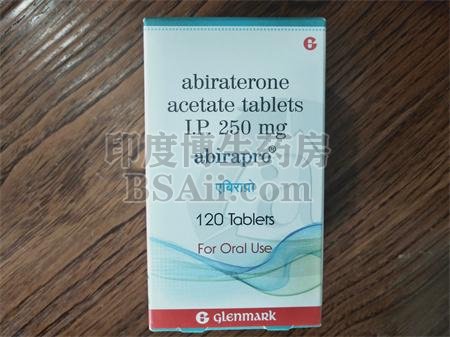 abiraterone
acetate tablets
I.P. 250 mg
abirapro®
एबिराप्रो
120 Tablets
For Oral Use
glenmark
印度博生药房
BSAii.com